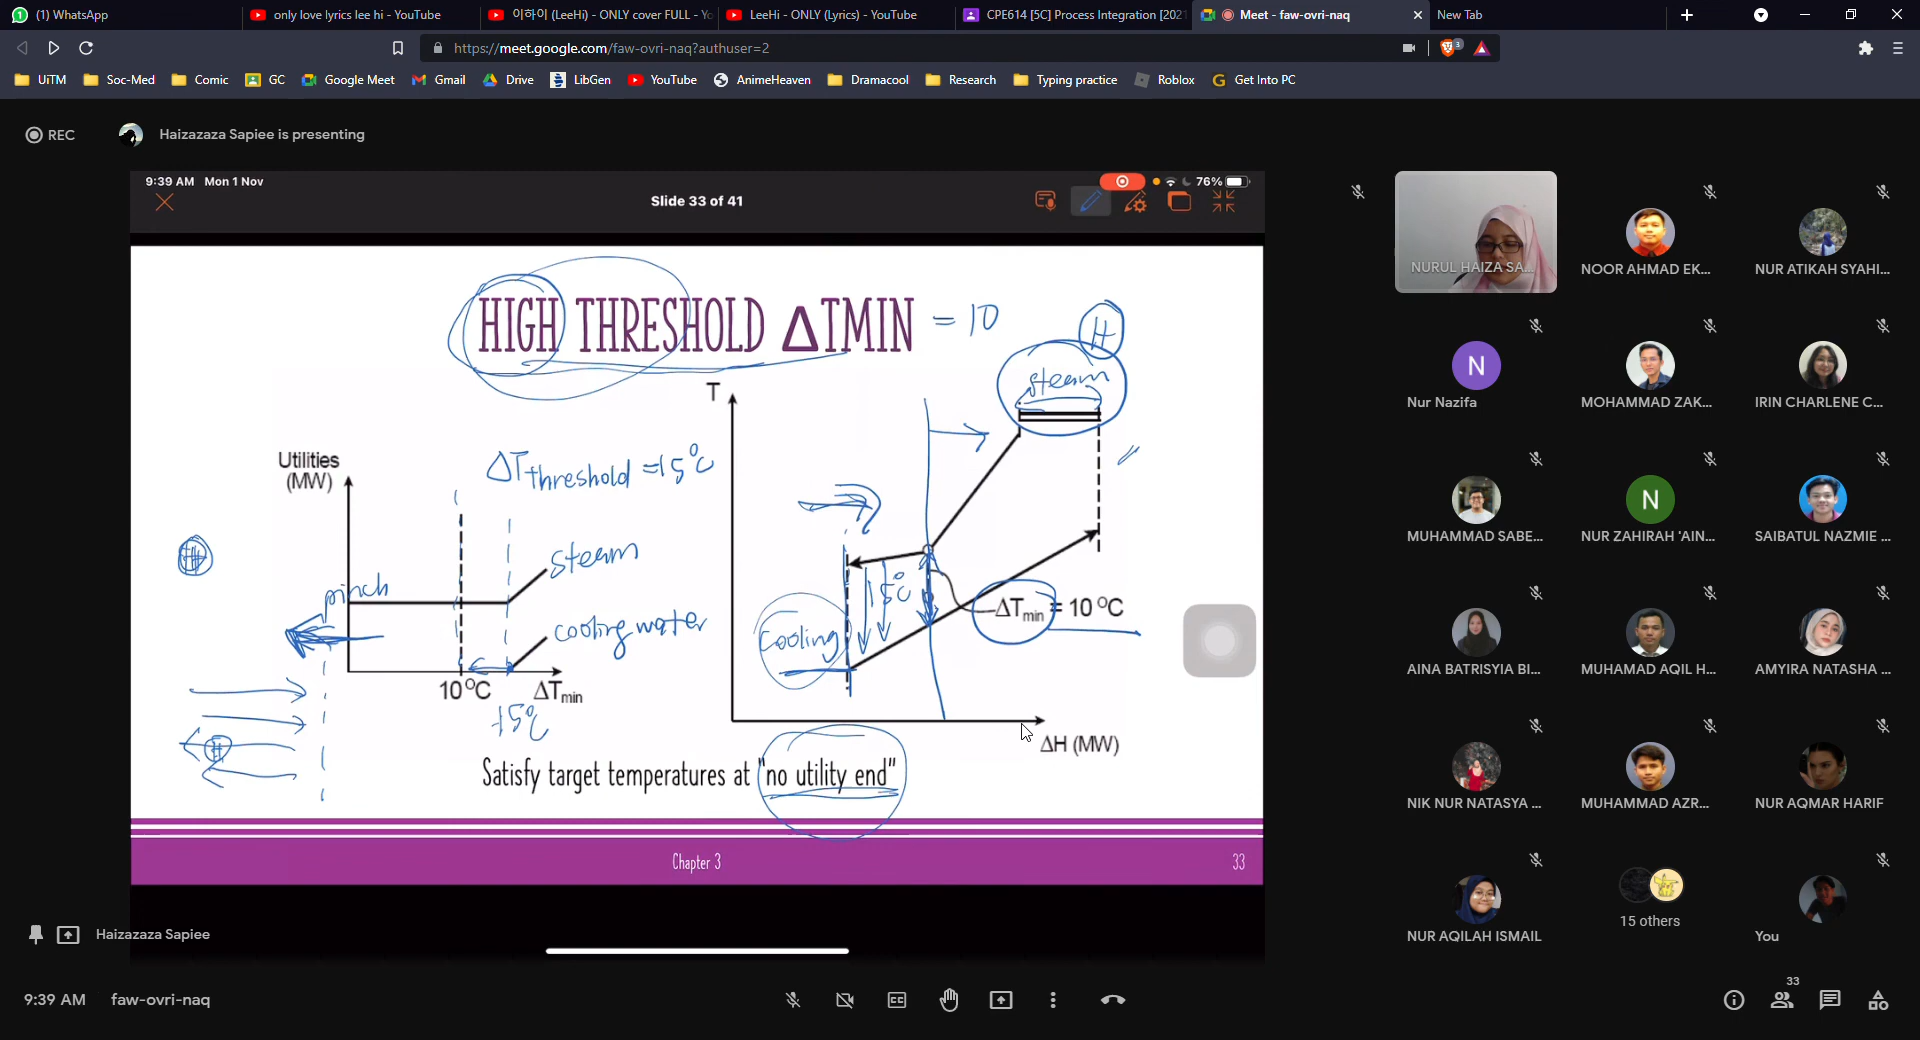 (1) WhatsApp
only love lyrics lee hi - YouTube
이하이 (LeeHi) - ONLY cover FULL - Yo
LeeHi - ONLY (Lyrics) - YouTube
CPE614 [5C] Process Integration [2021
Meet - faw-ovri-naq
New Tab
https://meet.google.com/faw-ovri-naq?authuser=2
UiTM
Soc-Med
Comic
GC
Google Meet
Gmail
Drive
LibGen
YouTube
AnimeHeaven
Dramacool
Research
Typing practice
Roblox
Get Into PC
REC
Haizazaza Sapiee is presenting
9:39 AM Mon 1 Nov
76%
Slide 33 of 41
HIGH THRESHOLD ΔTMIN = 10
H
steam
T
Utilities
(MW)
ΔTthreshold = 15°C
steam
pinch
15°C
ΔTmin = 10 °C
cooling water
cooling
10°C
ΔTmin
15°C
ΔH (MW)
H
Satisfy target temperatures at "no utility end"
Chapter 3
33
NURUL HAIZA SA...
NOOR AHMAD EK...
NUR ATIKAH SYAHI...
N
Nur Nazifa
MOHAMMAD ZAK...
IRIN CHARLENE C...
N
MUHAMMAD SABE...
NUR ZAHIRAH 'AIN...
SAIBATUL NAZMIE ...
AINA BATRISYIA BI...
MUHAMAD AQIL H...
AMYIRA NATASHA ...
NIK NUR NATASYA ...
MUHAMMAD AZR...
NUR AQMAR HARIF
NUR AQILAH ISMAIL
15 others
You
Haizazaza Sapiee
9:39 AM
faw-ovri-naq
33